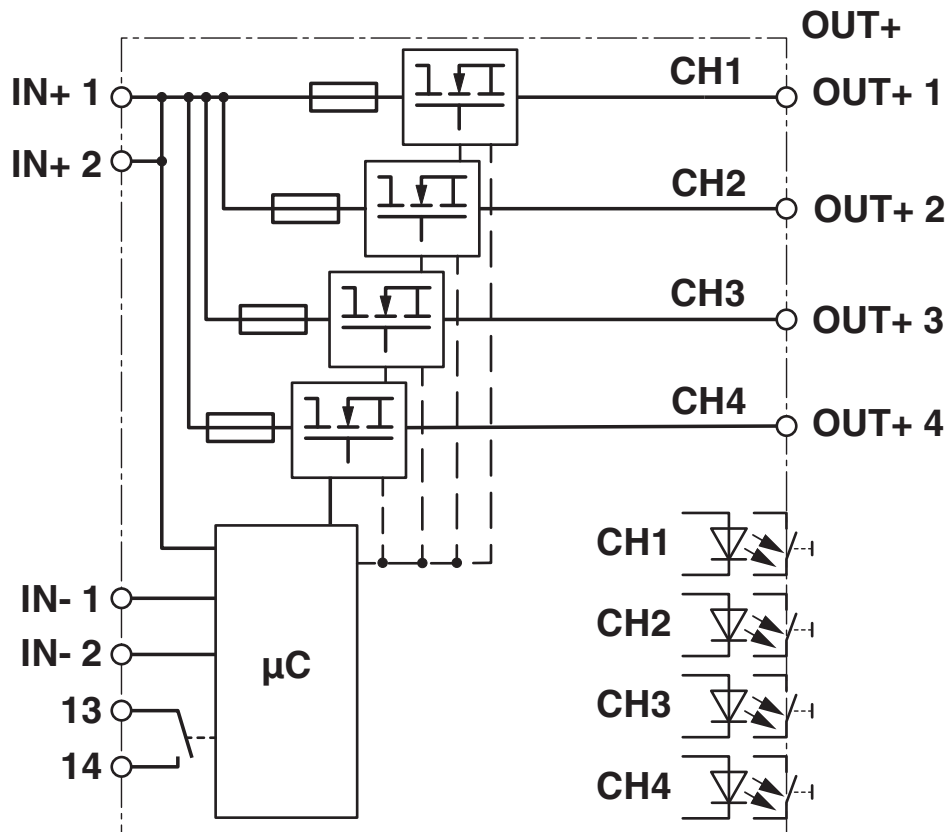 OUT+
IN+ 1
CH1
OUT+ 1
IN+ 2
CH2
OUT+ 2
CH3
OUT+ 3
CH4
OUT+ 4
CH1
IN- 1
CH2
IN- 2
µC
13
CH3
14
CH4